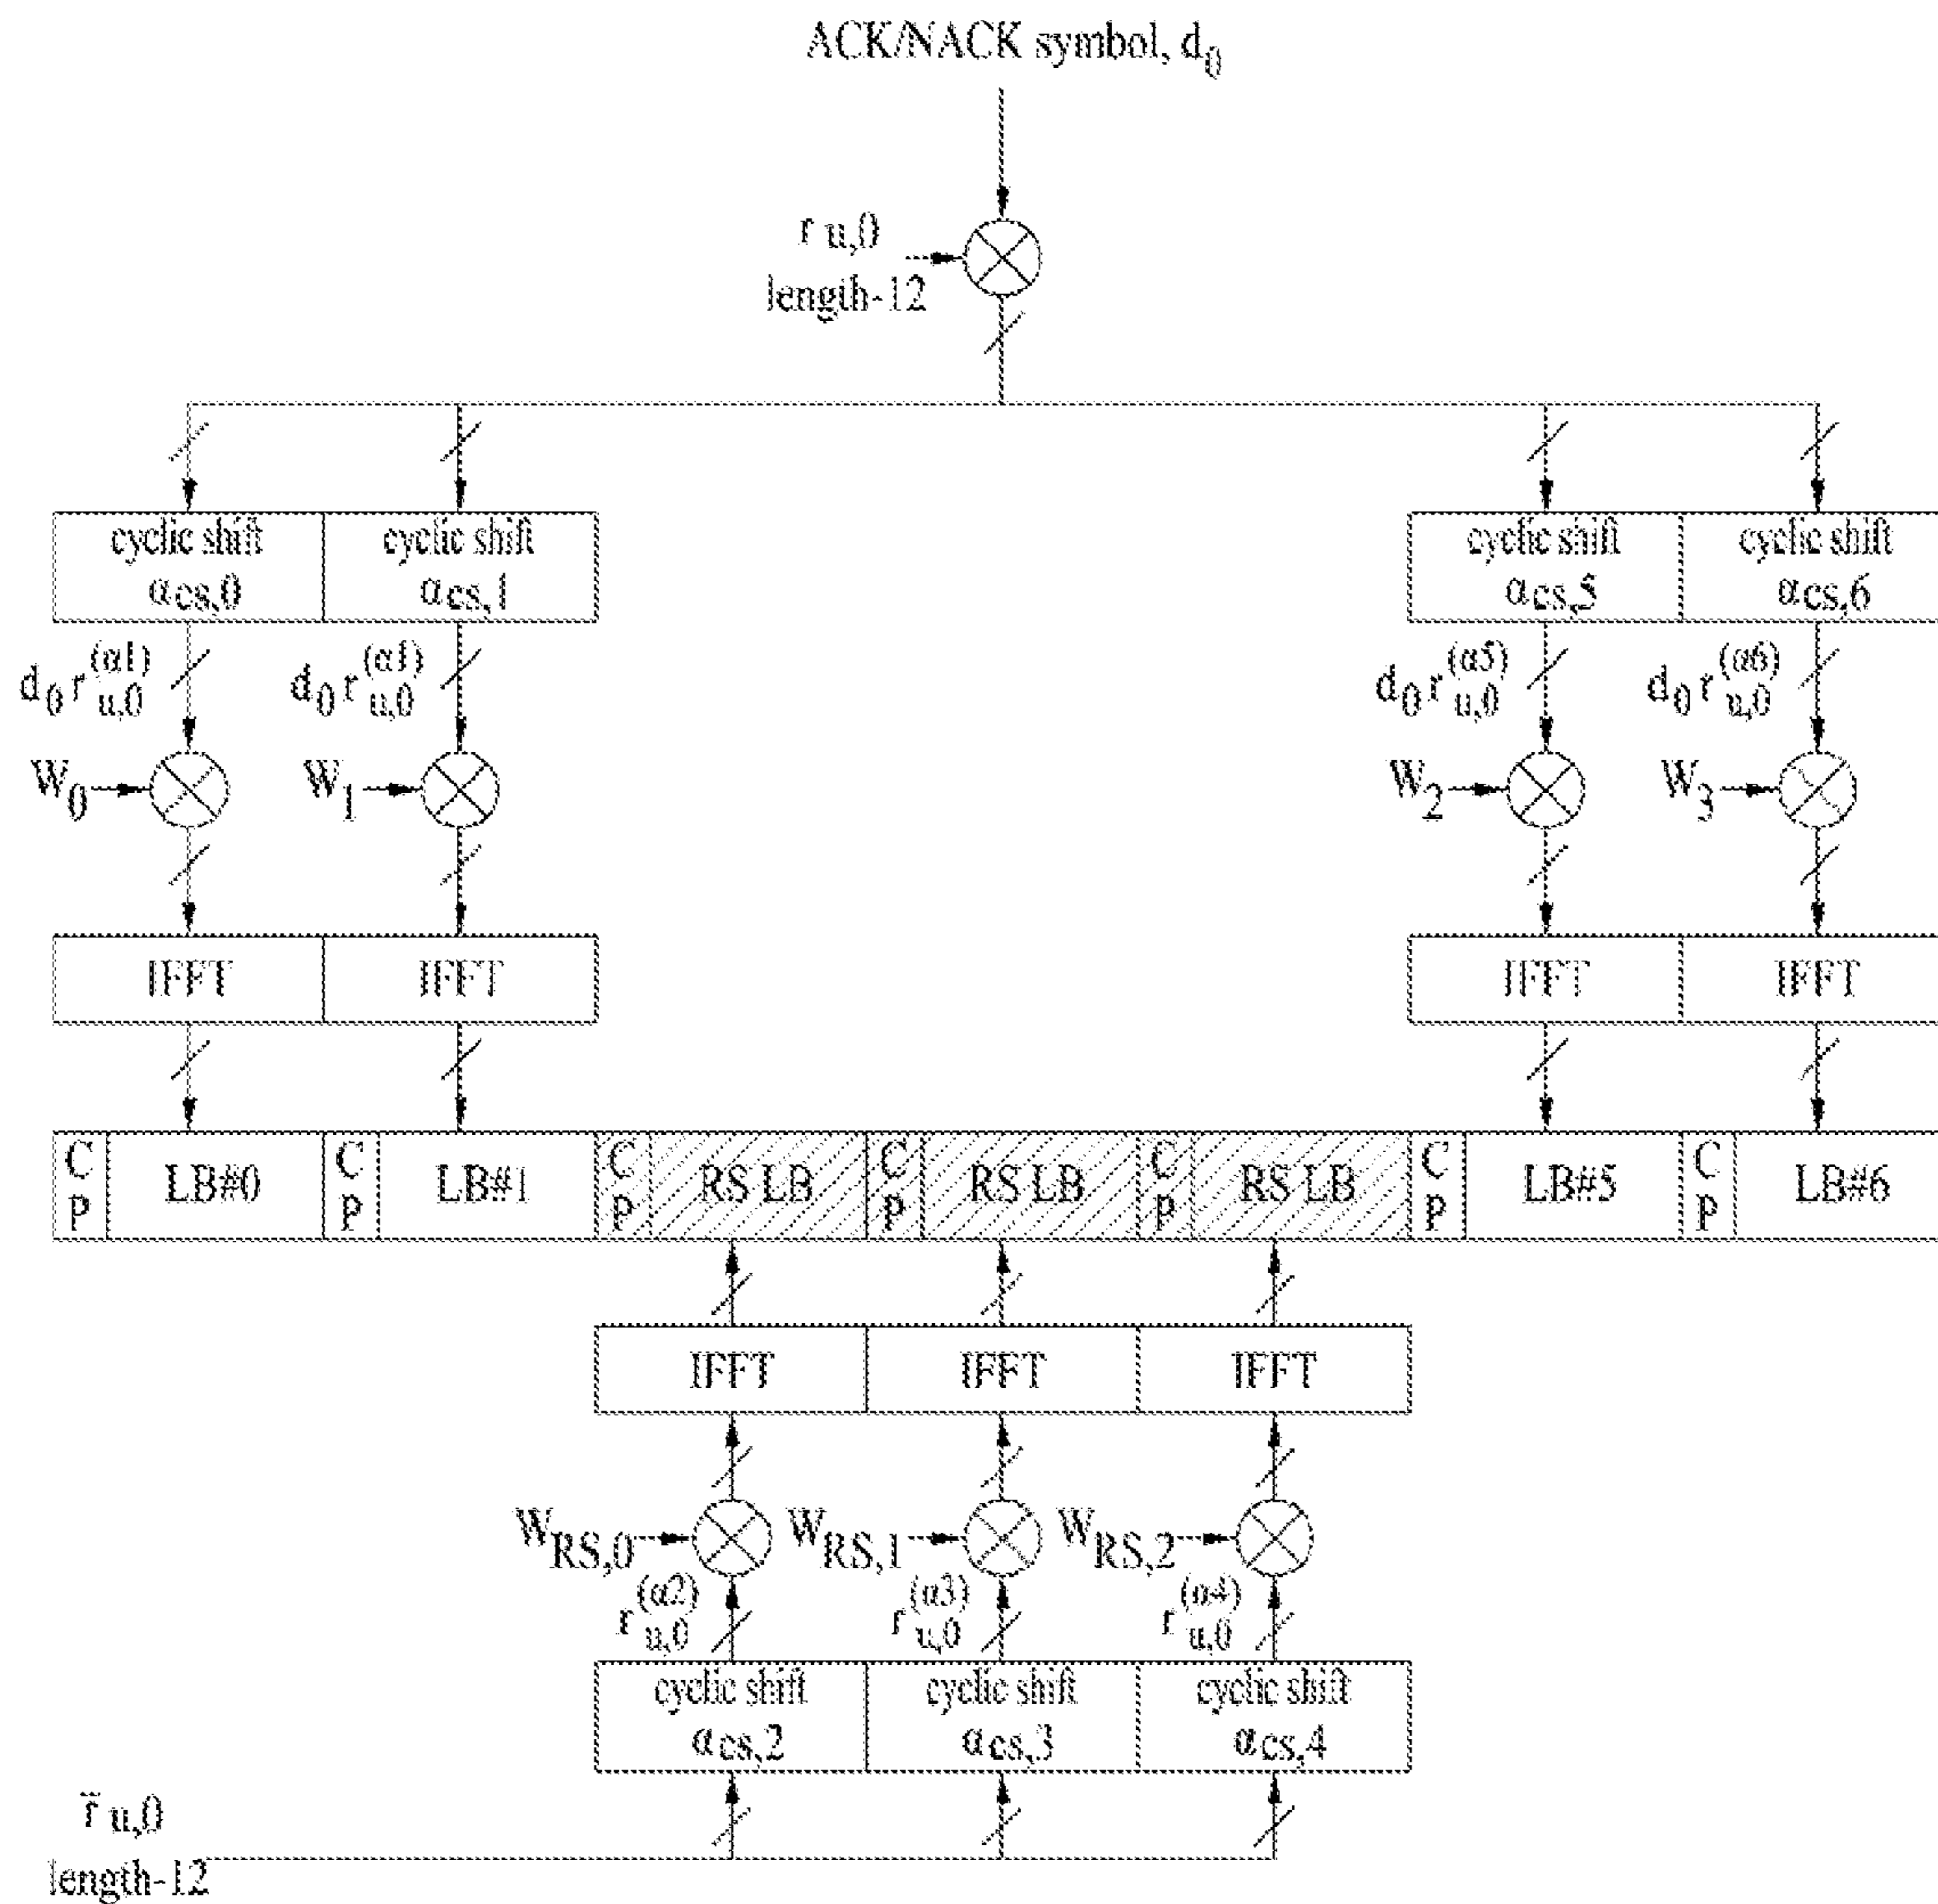 ACK/NACK symbol, d0
r u,0
length-12
cyclic shift cyclic shift cyclic shift cyclic shift
αcs,0 αcs,1 αcs,5 αcs,6
d0 r u,0 (α1) d0 r u,0 (α1) d0 r u,0 (α5) d0 r u,0 (α6)
W0 W1 W2 W3
IFFT IFFT IFFT IFFT
CP LB#0 CP LB#1 CP RS LB CP RS LB CP RS LB CP LB#5 CP LB#6
IFFT IFFT IFFT
WRS,0 WRS,1 WRS,2
r u,0 (α2) r u,0 (α3) r u,0 (α4)
cyclic shift cyclic shift cyclic shift
αcs,2 αcs,3 αcs,4
r̄ u,0
length-12